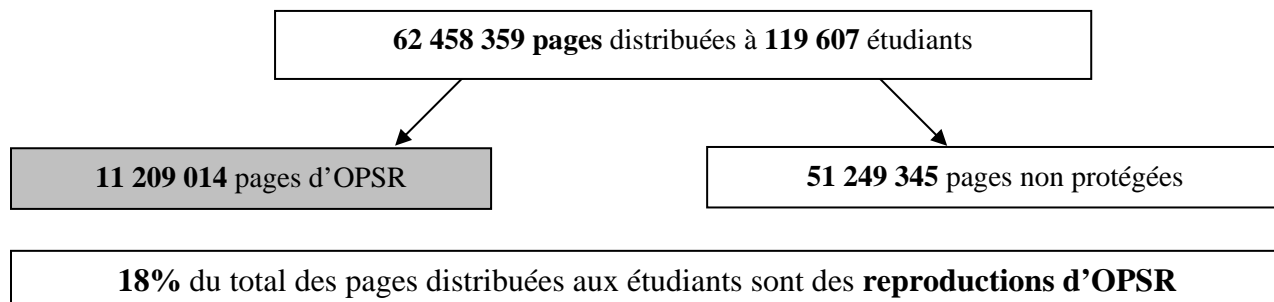 62 458 359 pages distribuées à 119 607 étudiants
11 209 014 pages d’OPSR
51 249 345 pages non protégées
18% du total des pages distribuées aux étudiants sont des reproductions d’OPSR